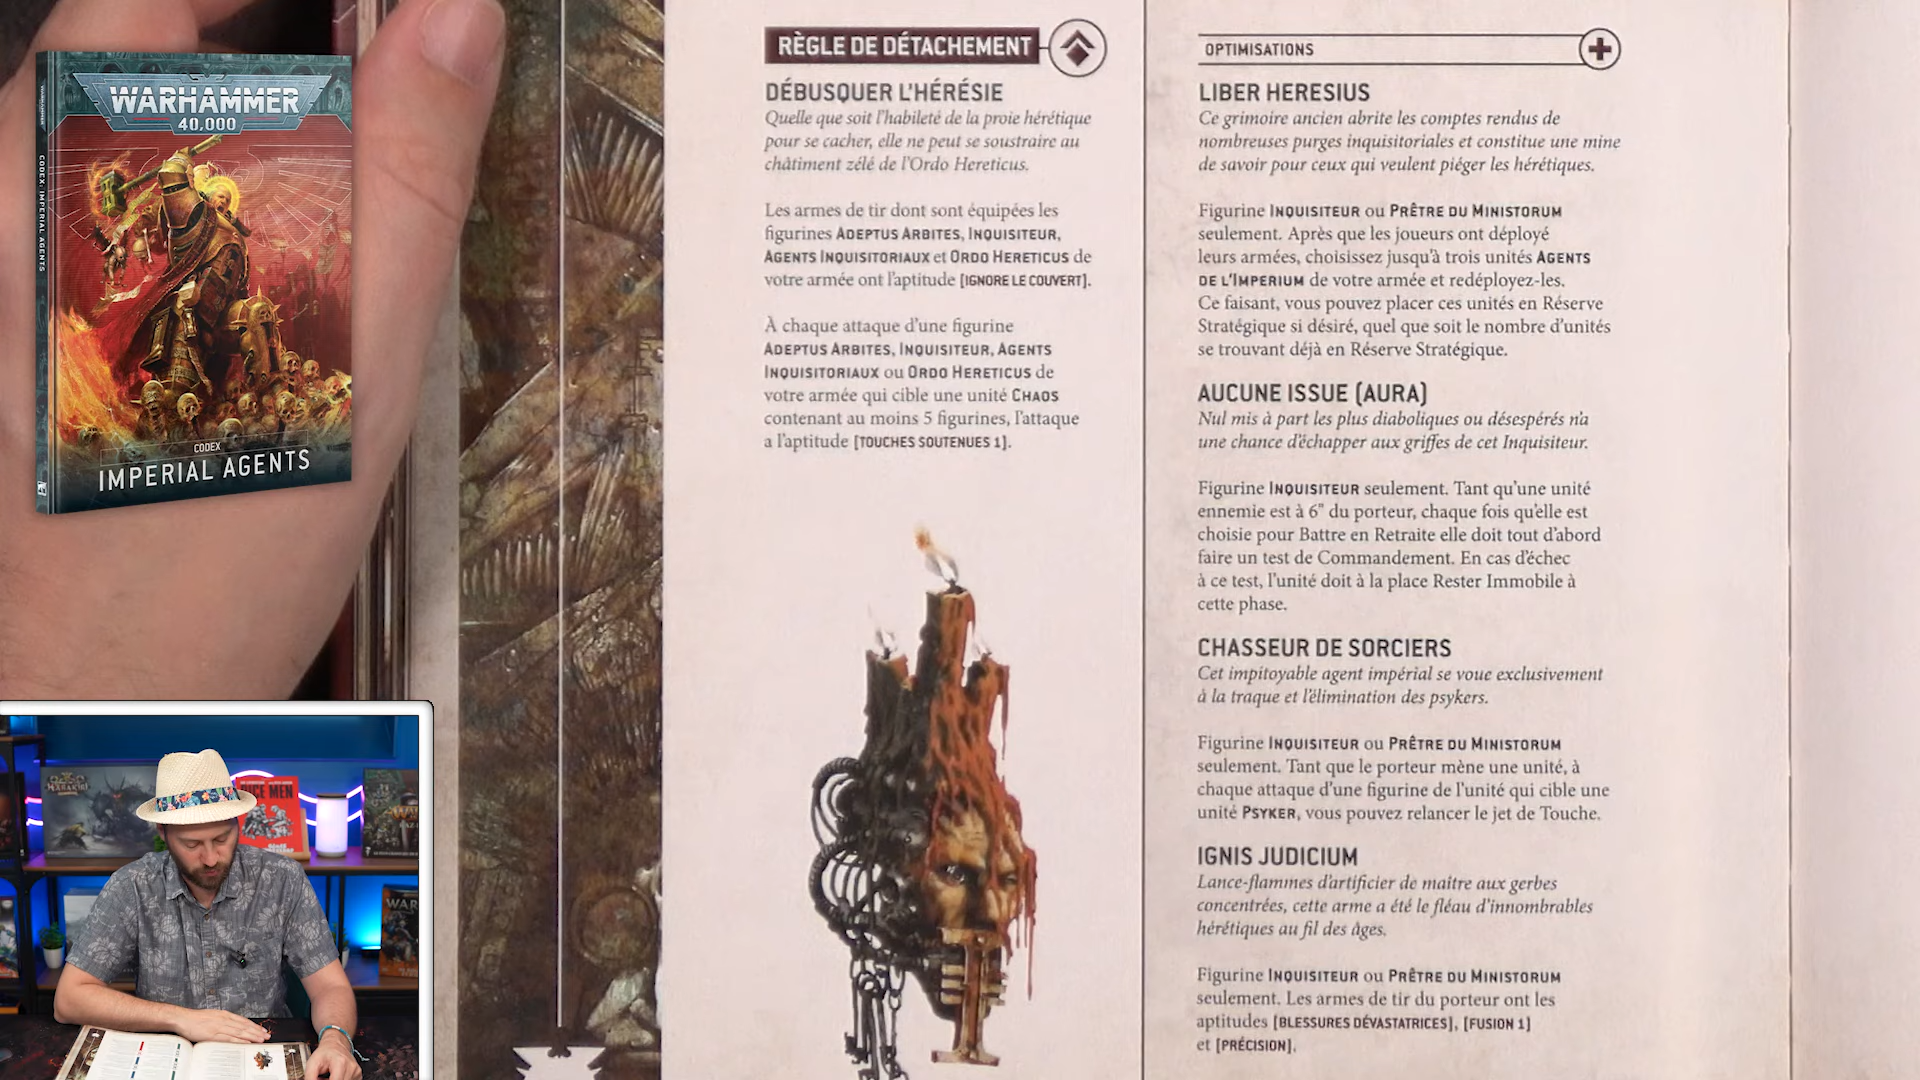 WARHAMMER
40,000
CODEX: IMPERIAL AGENTS
CODEX
IMPERIAL AGENTS
RÈGLE DE DÉTACHEMENT
DÉBUSQUER L'HÉRÉSIE
Quelle que soit l'habileté de la proie hérétique
pour se cacher, elle ne peut se soustraire au
châtiment zélé de l'Ordo Hereticus.
Les armes de tir dont sont équipées les
figurines ADEPTUS ARBITES, INQUISITEUR,
AGENTS INQUISITORIAUX et ORDO HERETICUS de
votre armée ont l'aptitude [IGNORE LE COUVERT].
À chaque attaque d'une figurine
ADEPTUS ARBITES, INQUISITEUR, AGENTS
INQUISITORIAUX ou ORDO HERETICUS de
votre armée qui cible une unité CHAOS
contenant au moins 5 figurines, l'attaque
a l'aptitude [TOUCHES SOUTENUES 1].
OPTIMISATIONS
LIBER HERESIUS
Ce grimoire ancien abrite les comptes rendus de
nombreuses purges inquisitoriales et constitue une mine
de savoir pour ceux qui veulent piéger les hérétiques.
Figurine INQUISITEUR ou PRÊTRE DU MINISTORUM
seulement. Après que les joueurs ont déployé
leurs armées, choisissez jusqu'à trois unités AGENTS
DE L'IMPERIUM de votre armée et redéployez-les.
Ce faisant, vous pouvez placer ces unités en Réserve
Stratégique si désiré, quel que soit le nombre d'unités
se trouvant déjà en Réserve Stratégique.
AUCUNE ISSUE (AURA)
Nul mis à part les plus diaboliques ou désespérés n'a
une chance d'échapper aux griffes de cet Inquisiteur.
Figurine INQUISITEUR seulement. Tant qu'une unité
ennemie est à 6" du porteur, chaque fois qu'elle est
choisie pour Battre en Retraite elle doit tout d'abord
faire un test de Commandement. En cas d'échec
à ce test, l'unité doit à la place Rester Immobile à
cette phase.
CHASSEUR DE SORCIERS
Cet impitoyable agent impérial se voue exclusivement
à la traque et l'élimination des psykers.
Figurine INQUISITEUR ou PRÊTRE DU MINISTORUM
seulement. Tant que le porteur mène une unité, à
chaque attaque d'une figurine de l'unité qui cible une
unité PSYKER, vous pouvez relancer le jet de Touche.
IGNIS JUDICIUM
Lance-flammes d'artificier de maître aux gerbes
concentrées, cette arme a été le fléau d'innombrables
hérétiques au fil des âges.
Figurine INQUISITEUR ou PRÊTRE DU MINISTORUM
seulement. Les armes de tir du porteur ont les
aptitudes [BLESSURES DÉVASTATRICES], [FUSION 1]
et [PRÉCISION].
DICE MEN
WAR